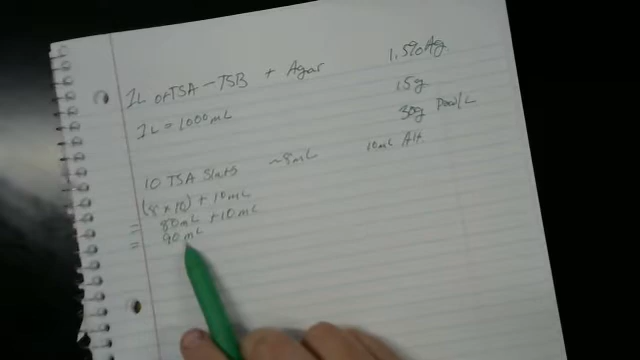 1L of TSA - TSB + Agar 1.5% Ag
1L = 1000mL 15g
30g Pow/L
10 TSA Slants ~8mL 10mL
(8 * 10) + 10mL
= 80mL + 10mL
= 90mL